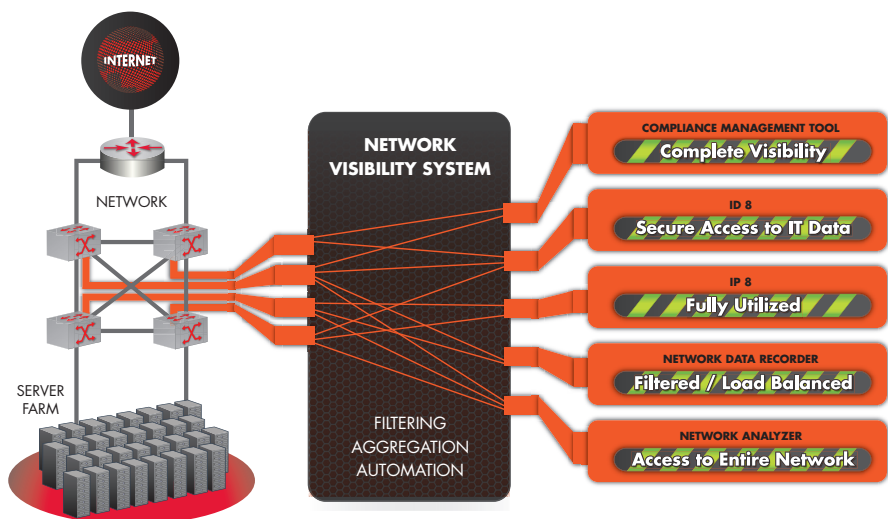 INTERNET
NETWORK
SERVER
FARM
NETWORK
VISIBILITY SYSTEM
FILTERING
AGGREGATION
AUTOMATION
COMPLIANCE MANAGEMENT TOOL
Complete Visibility
ID 8
Secure Access to IT Data
IP 8
Fully Utilized
NETWORK DATA RECORDER
Filtered / Load Balanced
NETWORK ANALYZER
Access to Entire Network